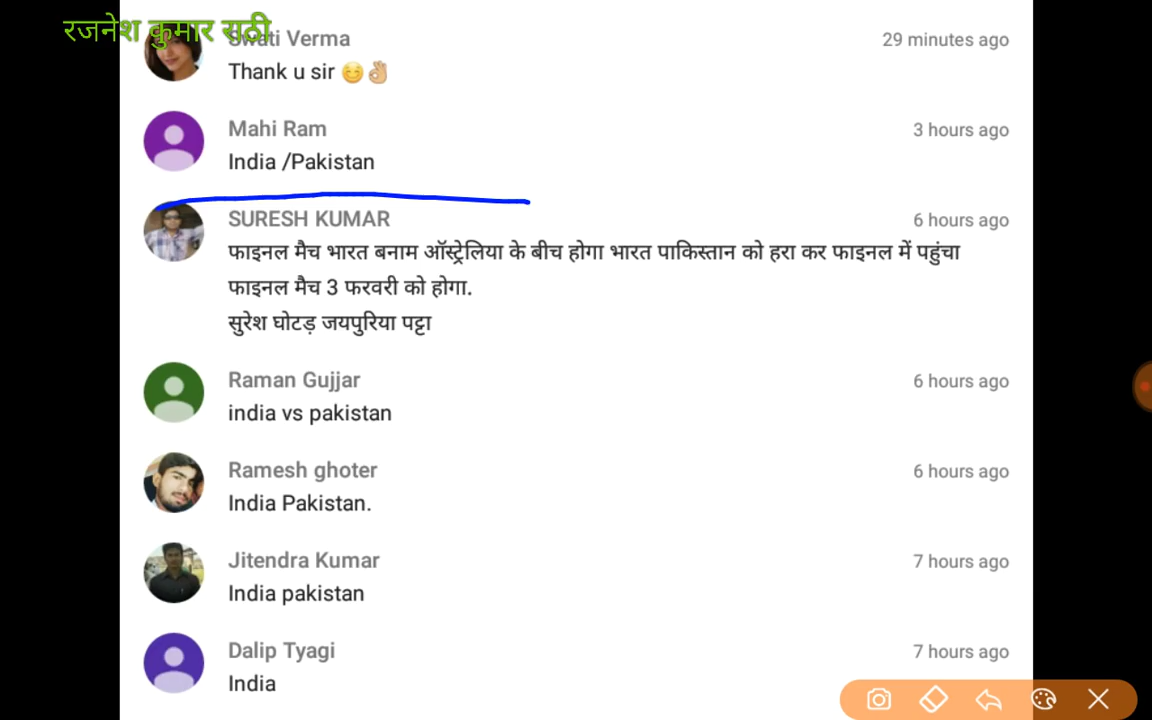 रजनेश कुमार राठी
Swati Verma 29 minutes ago
Thank u sir 😊👌🏼
Mahi Ram 3 hours ago
India /Pakistan
SURESH KUMAR 6 hours ago
फाइनल मैच भारत बनाम ऑस्ट्रेलिया के बीच होगा भारत पाकिस्तान को हरा कर फाइनल में पहुंचा
फाइनल मैच 3 फरवरी को होगा.
सुरेश घोटड़ जयपुरिया पट्टा
Raman Gujjar 6 hours ago
india vs pakistan
Ramesh ghoter 6 hours ago
India Pakistan.
Jitendra Kumar 7 hours ago
India pakistan
Dalip Tyagi 7 hours ago
India